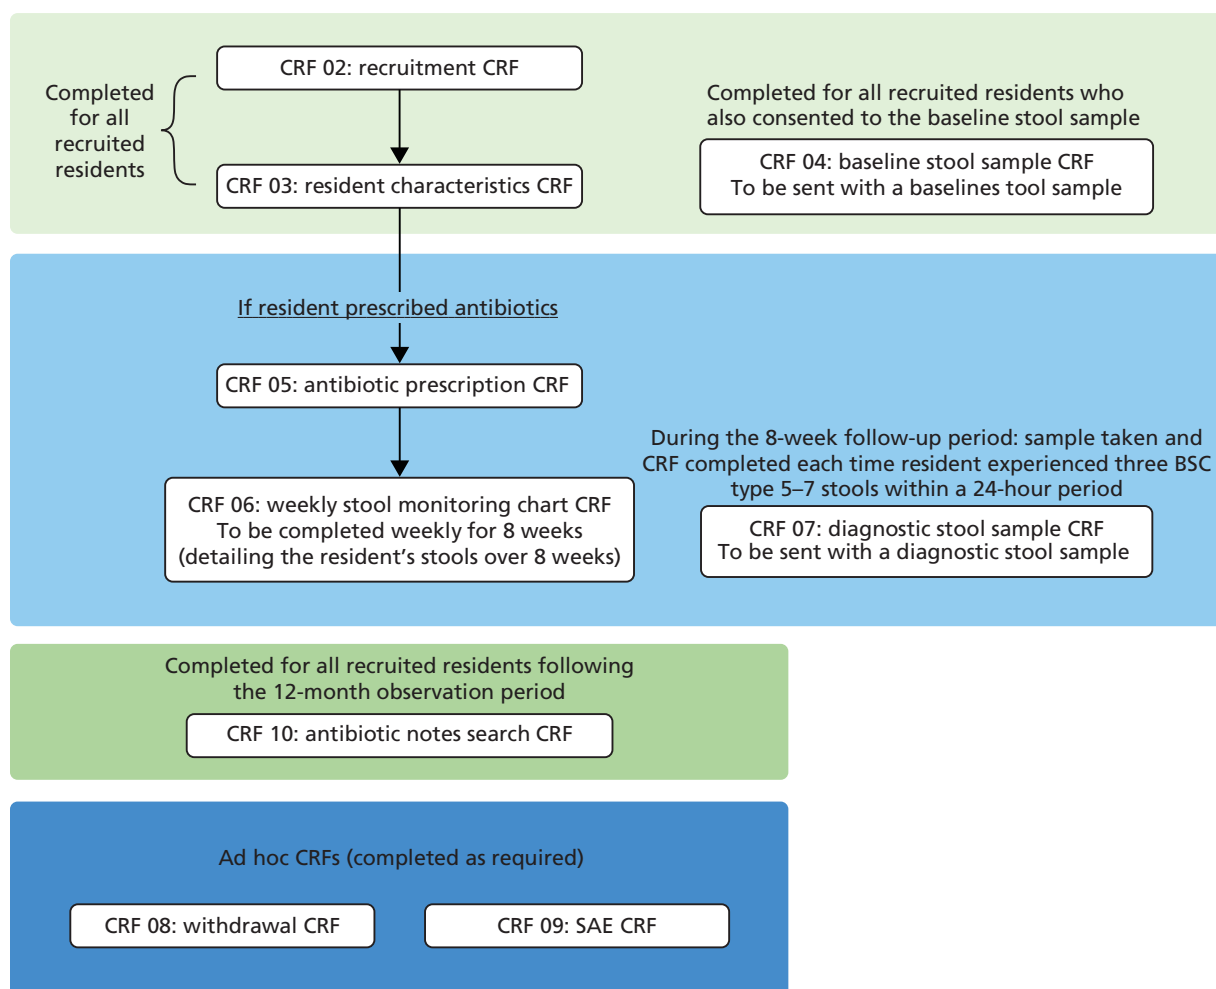 CRF 02: recruitment CRF
Completed
for all
recruited
residents
CRF 03: resident characteristics CRF
Completed for all recruited residents who
also consented to the baseline stool sample
CRF 04: baseline stool sample CRF
To be sent with a baselines tool sample
If resident prescribed antibiotics
CRF 05: antibiotic prescription CRF
CRF 06: weekly stool monitoring chart CRF
To be completed weekly for 8 weeks
(detailing the resident's stools over 8 weeks)
During the 8-week follow-up period: sample taken and
CRF completed each time resident experienced three BSC
type 5–7 stools within a 24-hour period
CRF 07: diagnostic stool sample CRF
To be sent with a diagnostic stool sample
Completed for all recruited residents following
the 12-month observation period
CRF 10: antibiotic notes search CRF
Ad hoc CRFs (completed as required)
CRF 08: withdrawal CRF
CRF 09: SAE CRF